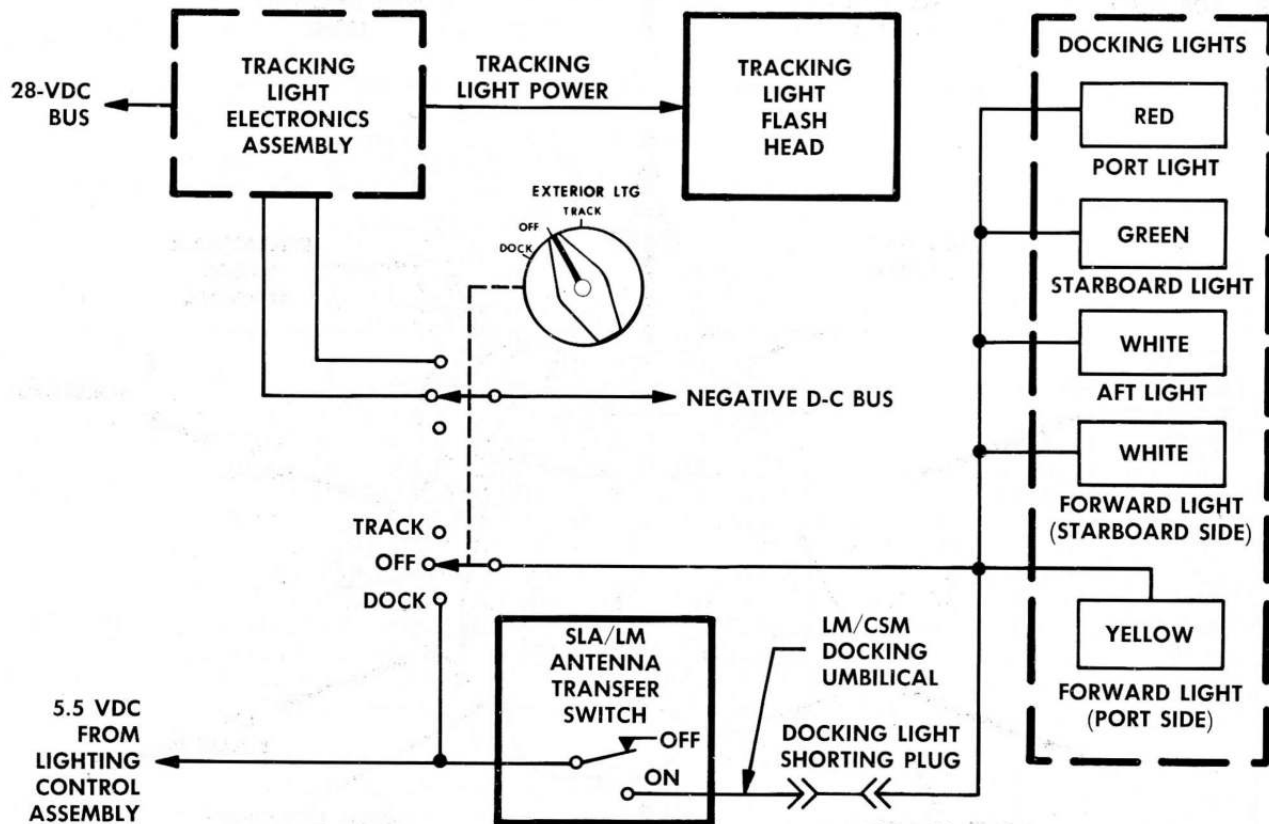 28-VDC
BUS
TRACKING
LIGHT
ELECTRONICS
ASSEMBLY
TRACKING
LIGHT POWER
TRACKING
LIGHT
FLASH
HEAD
EXTERIOR LTG
TRACK
OFF
DOCK
NEGATIVE D-C BUS
TRACK
OFF
DOCK
5.5 VDC
FROM
LIGHTING
CONTROL
ASSEMBLY
SLA/LM
ANTENNA
TRANSFER
SWITCH
OFF
ON
LM/CSM
DOCKING
UMBILICAL
DOCKING LIGHT
SHORTING PLUG
DOCKING LIGHTS
RED
PORT LIGHT
GREEN
STARBOARD LIGHT
WHITE
AFT LIGHT
WHITE
FORWARD LIGHT
(STARBOARD SIDE)
YELLOW
FORWARD LIGHT
(PORT SIDE)